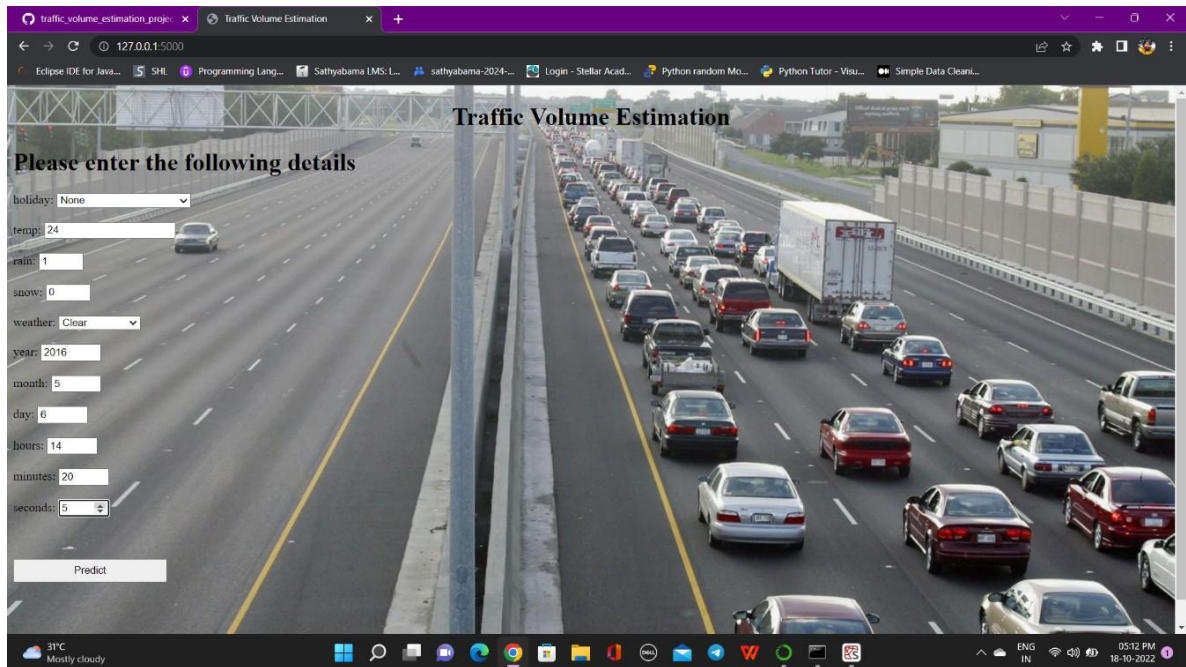 traffic_volume_estimation_projec
Traffic Volume Estimation
127.0.0.1:5000
Eclipse IDE for Java...
SHL
Programming Lang...
Sathyabama LMS: L...
sathyabama-2024-...
Login - Stellar Acad...
Python random Mo...
Python Tutor - Visu...
Simple Data Cleani...
Traffic Volume Estimation
Please enter the following details
holiday: None
temp: 24
rain: 1
snow: 0
weather: Clear
year: 2016
month: 5
day: 6
hours: 14
minutes: 20
seconds: 5
Predict
31°C
Mostly cloudy
ENG
IN
05:12 PM
18-10-2022
1